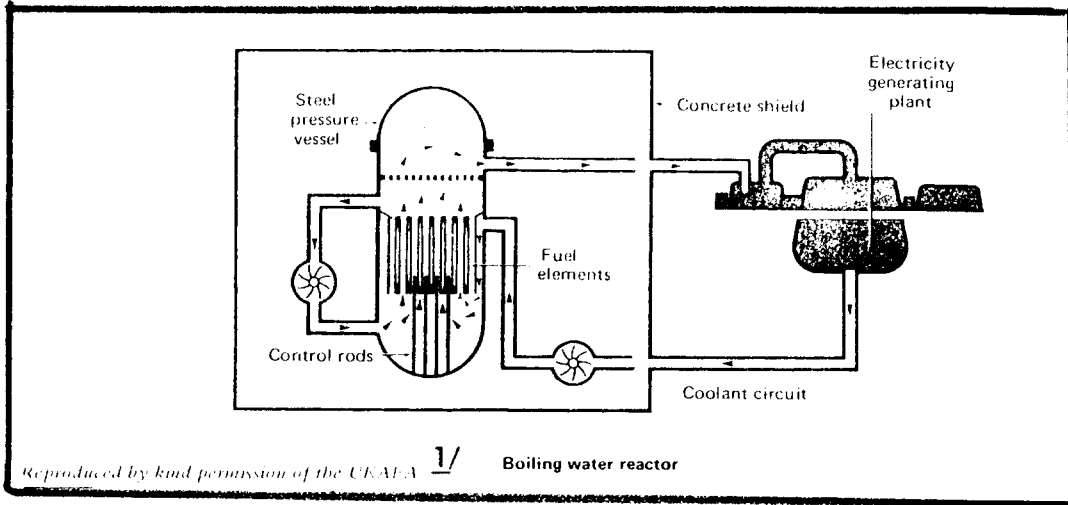 Electricity
generating
plant
Steel
pressure
vessel
Concrete shield
Fuel
elements
Control rods
Coolant circuit
Reproduced by kind permission of the UKAEA
1/ Boiling water reactor